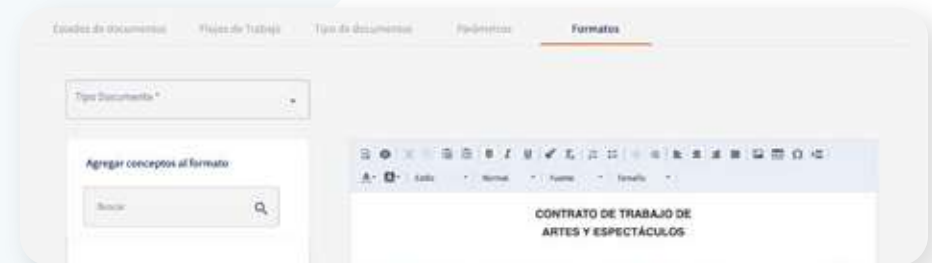 Estados de documentos Flujos de Trabajo Tipo de documentos Parámetros Formatos
Tipo Documento *
Agregar conceptos al formato
Buscar
Estilo Normal Fuente Tamaño
CONTRATO DE TRABAJO DE
ARTES Y ESPECTÁCULOS